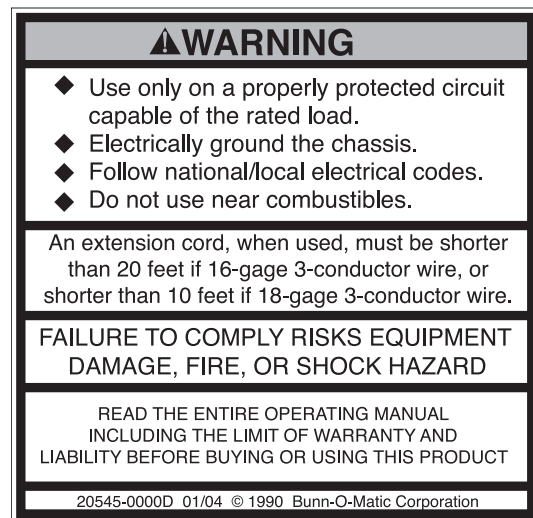 WARNING
Use only on a properly protected circuit
capable of the rated load.
Electrically ground the chassis.
Follow national/local electrical codes.
Do not use near combustibles.
An extension cord, when used, must be shorter
than 20 feet if 16-gage 3-conductor wire, or
shorter than 10 feet if 18-gage 3-conductor wire.
FAILURE TO COMPLY RISKS EQUIPMENT
DAMAGE, FIRE, OR SHOCK HAZARD
READ THE ENTIRE OPERATING MANUAL
INCLUDING THE LIMIT OF WARRANTY AND
LIABILITY BEFORE BUYING OR USING THIS PRODUCT
20545-0000D 01/04 © 1990 Bunn-O-Matic Corporation